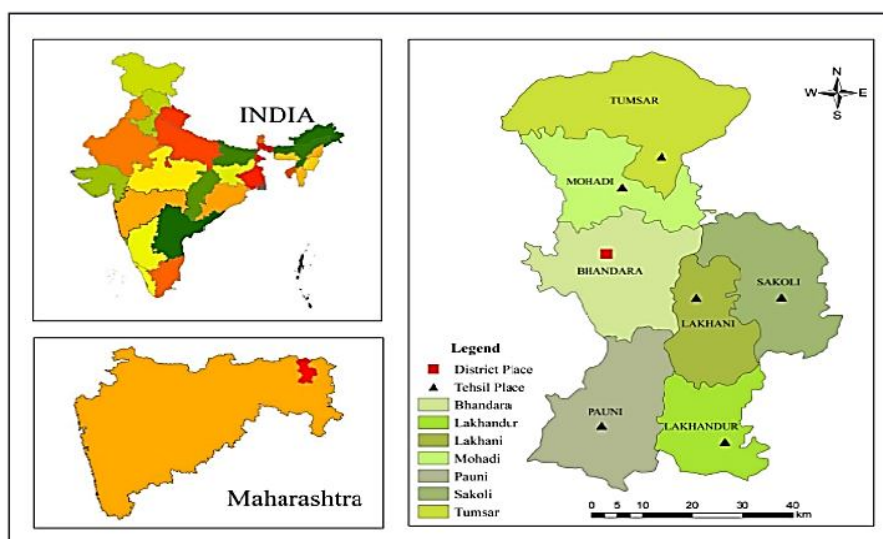 INDIA
Maharashtra
N
W E
S
TUMSAR
MOHADI
BHANDARA
SAKOLI
LAKHANI
PAUNI
LAKHANDUR
Legend
District Place
Tehsil Place
Bhandara
Lakhandur
Lakhani
Mohadi
Pauni
Sakoli
Tumsar
0 5 10 20 30 40
km